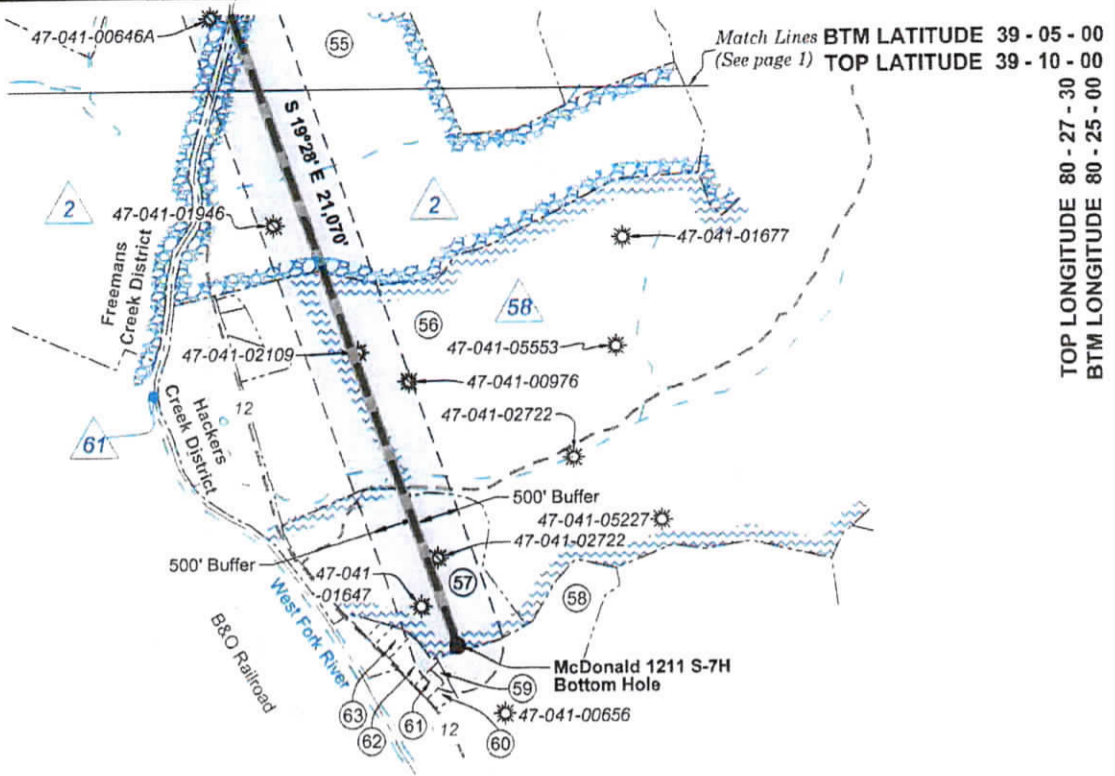 47-041-00646A
55
Match Lines
(See page 1)
BTM LATITUDE 39 - 05 - 00
TOP LATITUDE 39 - 10 - 00
TOP LONGITUDE 80 - 27 - 30
BTM LONGITUDE 80 - 25 - 00
S 19°28' E 21,070'
2
2
47-041-01946
47-041-01677
Freemans
Creek District
58
56
47-041-05553
47-041-02109
47-041-00976
47-041-02722
12
Hackers
Creek District
61
500' Buffer
47-041-05227
47-041-02722
500' Buffer
47-041
-01647
57
58
West Fork River
B&O Railroad
McDonald 1211 S-7H
Bottom Hole
59
63
62
61
12
60
47-041-00656